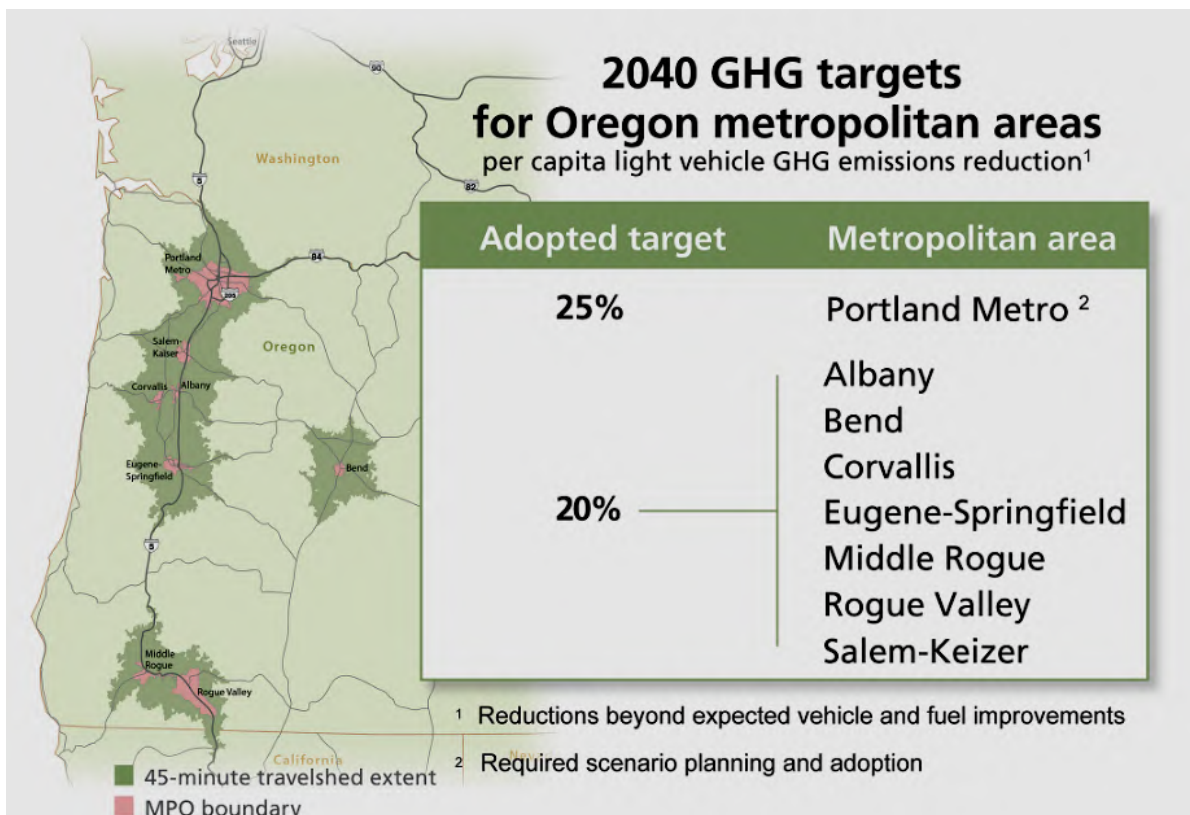 2040 GHG targets
for Oregon metropolitan areas
per capita light vehicle GHG emissions reduction¹
Adopted target Metropolitan area
25% Portland Metro ²
20%
Albany
Bend
Corvallis
Eugene-Springfield
Middle Rogue
Rogue Valley
Salem-Keizer
¹ Reductions beyond expected vehicle and fuel improvements
² Required scenario planning and adoption
Seattle
90
Washington
5
82
Portland
Metro
84
205
Salem-
Kaiser
Oregon
Corvallis
Albany
Eugene-
Springfield
Bend
5
Middle
Rogue
Rogue Valley
California
45-minute travelshed extent
MPO boundary